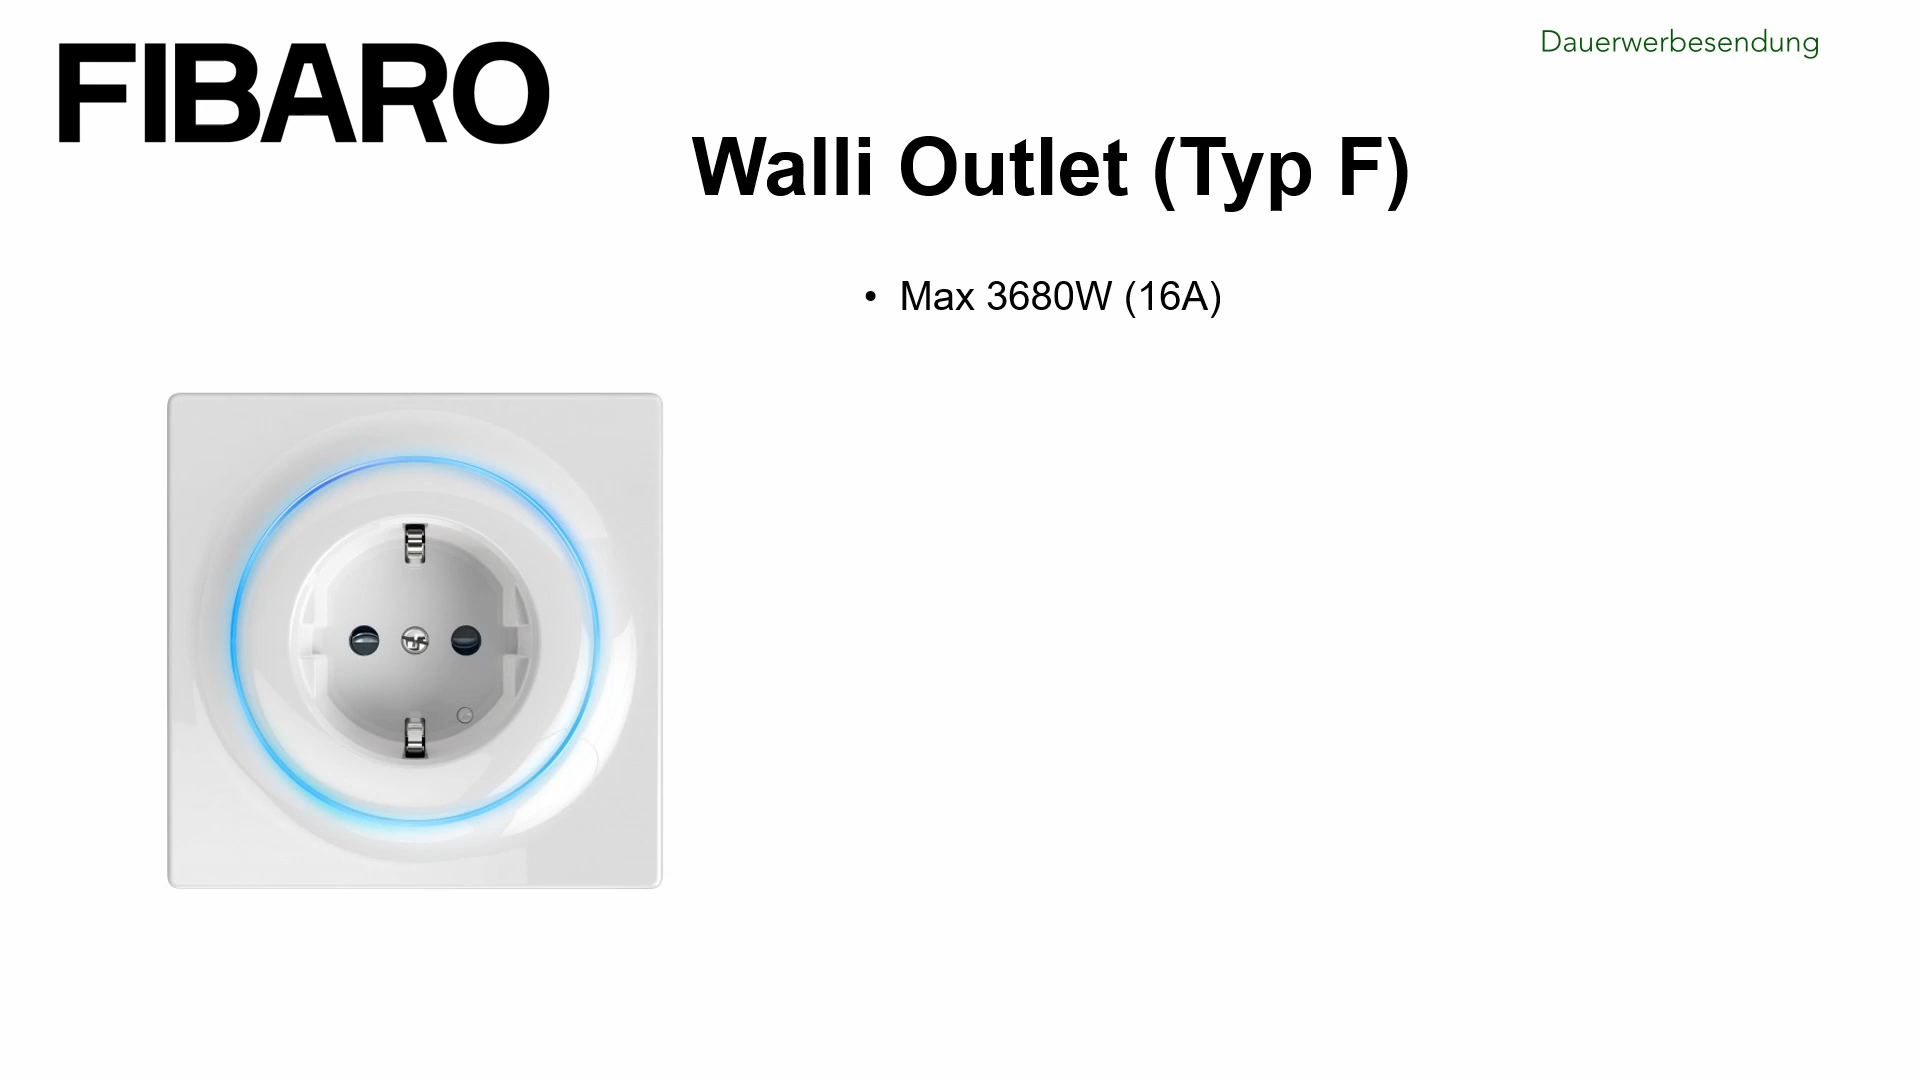 FIBARO
Dauerwerbesendung
Walli Outlet (Typ F)
• Max 3680W (16A)